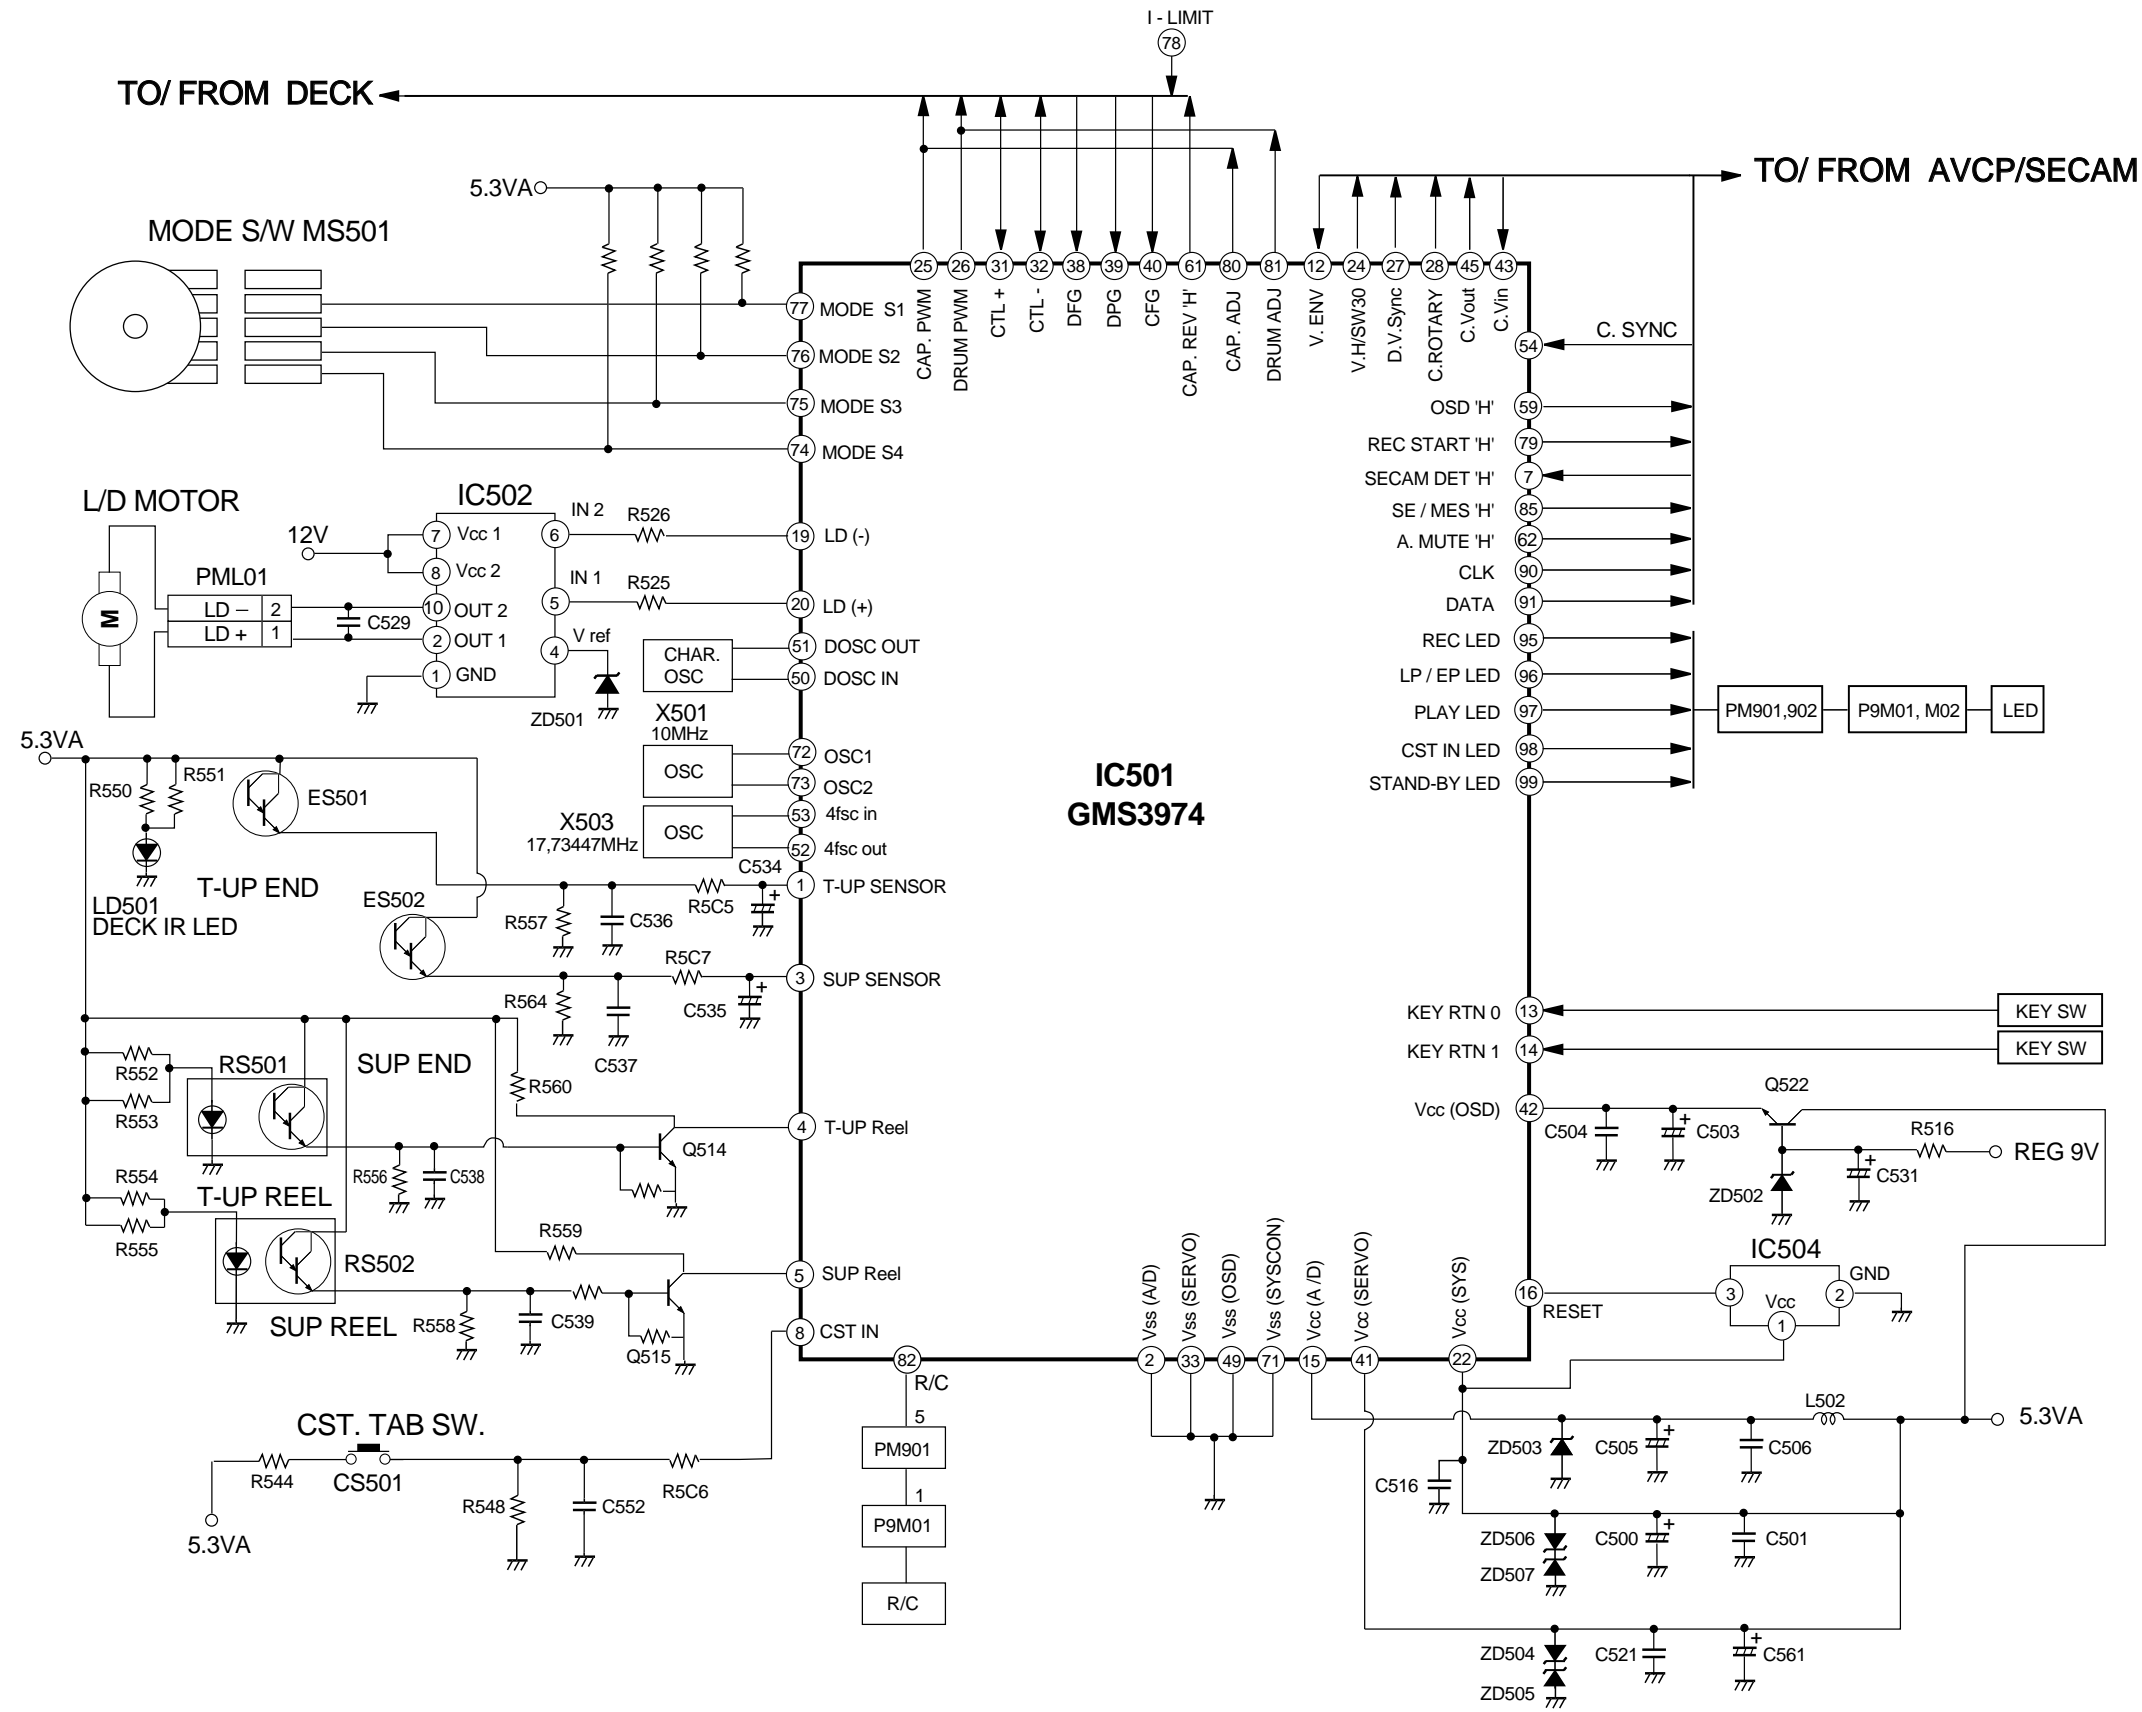 I - LIMIT
78
TO/ FROM  DECK
TO/ FROM  AVCP/SECAM
5.3VA
MODE S/W MS501
25 26 31 32 38 39 40 61 80 81 12 24 27 28 45 43
CAP. PWM
DRUM PWM
CTL +
CTL -
DFG
DPG
CFG
CAP. REV 'H'
CAP. ADJ
DRUM ADJ
V. ENV
V.H/SW30
D.V.Sync
C.ROTARY
C.Vout
C.Vin
77 MODE  S1
76 MODE S2
75 MODE S3
74 MODE S4
54 C. SYNC
OSD 'H' 59
REC START 'H' 79
SECAM DET 'H' 7
SE / MES 'H' 85
A. MUTE 'H' 62
CLK 90
DATA 91
REC LED 95
LP / EP LED 96
PLAY LED 97
CST IN LED 98
STAND-BY LED 99
PM901,902
P9M01, M02
LED
L/D MOTOR
IC502
12V
7 Vcc 1
8 Vcc 2
10 OUT 2
2 OUT 1
1 GND
6 IN 2
5 IN 1
4 V ref
R526
R525
19 LD (-)
20 LD (+)
PML01
LD – 2
LD + 1
M
C529
ZD501
CHAR.
OSC
51 DOSC OUT
50 DOSC IN
X501
10MHz
OSC
72 OSC1
73 OSC2
X503
17,73447MHz
OSC
53 4fsc in
52 4fsc out
IC501
GMS3974
5.3VA
R550
R551
ES501
T-UP END
LD501
DECK IR LED
ES502
C534
R557
C536
R5C5
1 T-UP SENSOR
R5C7
R564
C535
C537
3 SUP SENSOR
R552
R553
RS501
SUP END
R560
4 T-UP Reel
Q514
R556
C538
R554
R555
T-UP REEL
RS502
SUP REEL
R559
5 SUP Reel
R558
C539
Q515
8 CST IN
KEY RTN 0 13
KEY SW
KEY RTN 1 14
KEY SW
Q522
Vcc (OSD) 42
C504
C503
R516
REG 9V
ZD502
C531
IC504
GND
16
RESET
3
Vcc
1
2
Vss (A/D)
Vss (SERVO)
Vss (OSD)
Vss (SYSCON)
Vcc (A /D)
Vcc (SERVO)
Vcc (SYS)
82 2 33 49 71 15 41 22
R/C
5
PM901
1
P9M01
R/C
CST. TAB SW.
R544
CS501
5.3VA
R548
C552
R5C6
L502
5.3VA
ZD503
C505
C506
C516
ZD506
ZD507
C500
C501
ZD504
ZD505
C521
C561